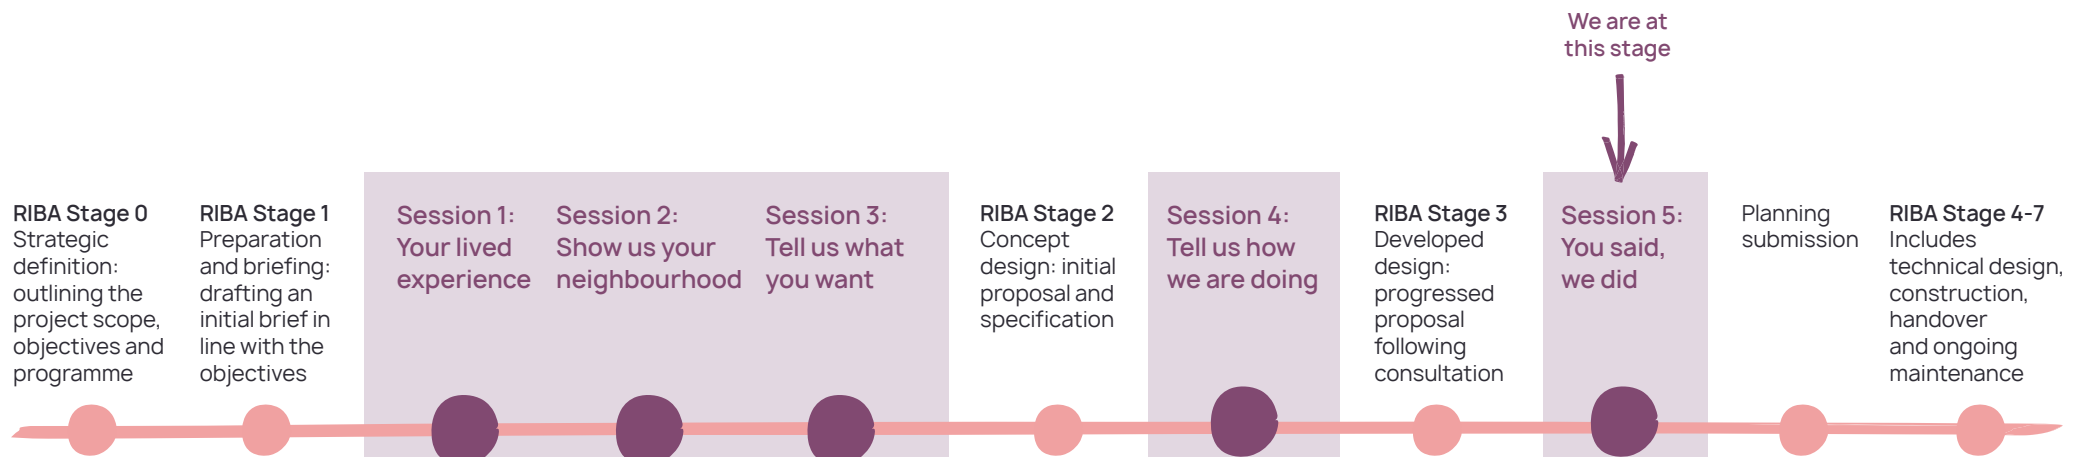 We are at
this stage
RIBA Stage 0
Strategic
definition:
outlining the
project scope,
objectives and
programme
RIBA Stage 1
Preparation
and briefing:
drafting an
initial brief in
line with the
objectives
Session 1:
Your lived
experience
Session 2:
Show us your
neighbourhood
Session 3:
Tell us what
you want
RIBA Stage 2
Concept
design: initial
proposal and
specification
Session 4:
Tell us how
we are doing
RIBA Stage 3
Developed
design:
progressed
proposal
following
consultation
Session 5:
You said,
we did
Planning
submission
RIBA Stage 4-7
Includes
technical design,
construction,
handover
and ongoing
maintenance